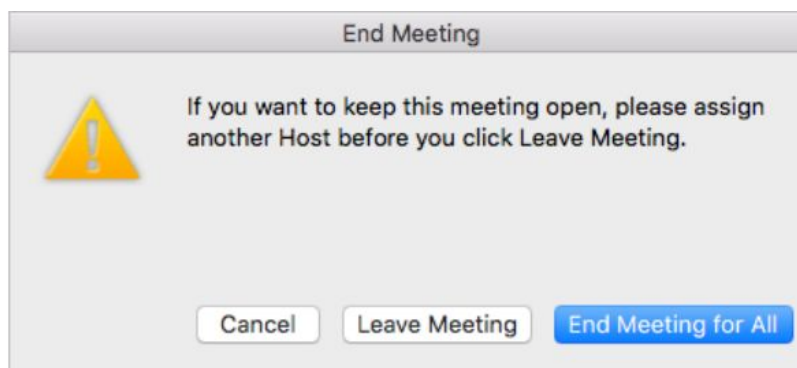 End Meeting
If you want to keep this meeting open, please assign
another Host before you click Leave Meeting.
Cancel
Leave Meeting
End Meeting for All